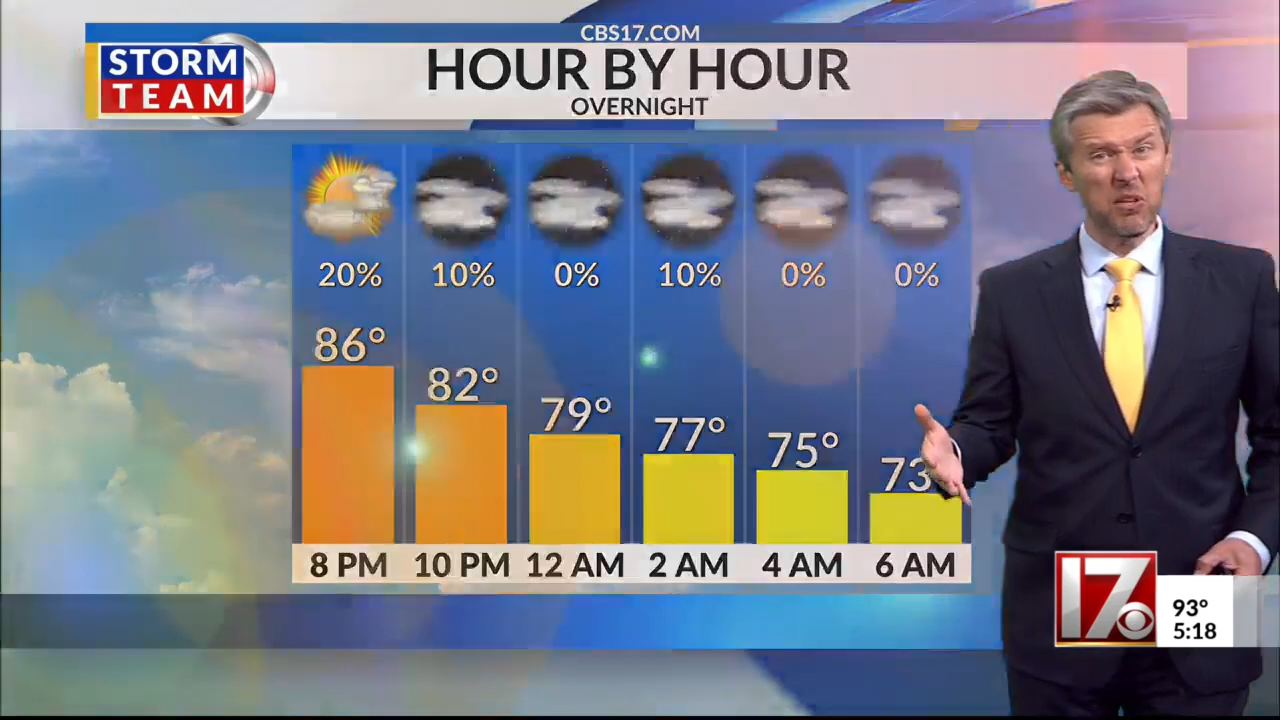 CBS17.COM
STORM
TEAM
HOUR BY HOUR
OVERNIGHT
20% 10% 0% 10% 0% 0%
86° 82° 79° 77° 75° 73
8 PM 10 PM 12 AM 2 AM 4 AM 6 AM
17
93°
5:18